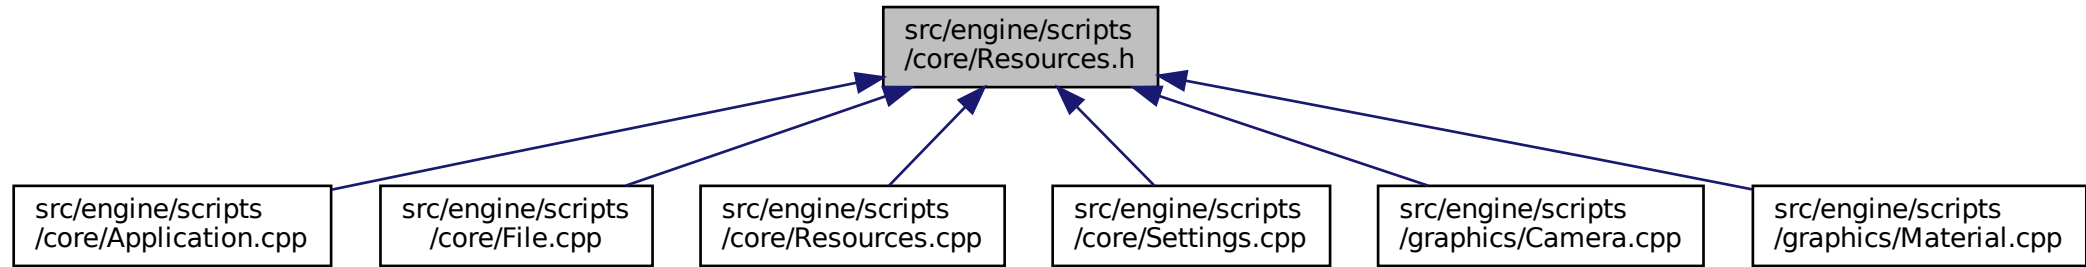 src/engine/scripts
/core/Resources.h
src/engine/scripts
/core/Application.cpp
src/engine/scripts
/core/File.cpp
src/engine/scripts
/core/Resources.cpp
src/engine/scripts
/core/Settings.cpp
src/engine/scripts
/graphics/Camera.cpp
src/engine/scripts
/graphics/Material.cpp